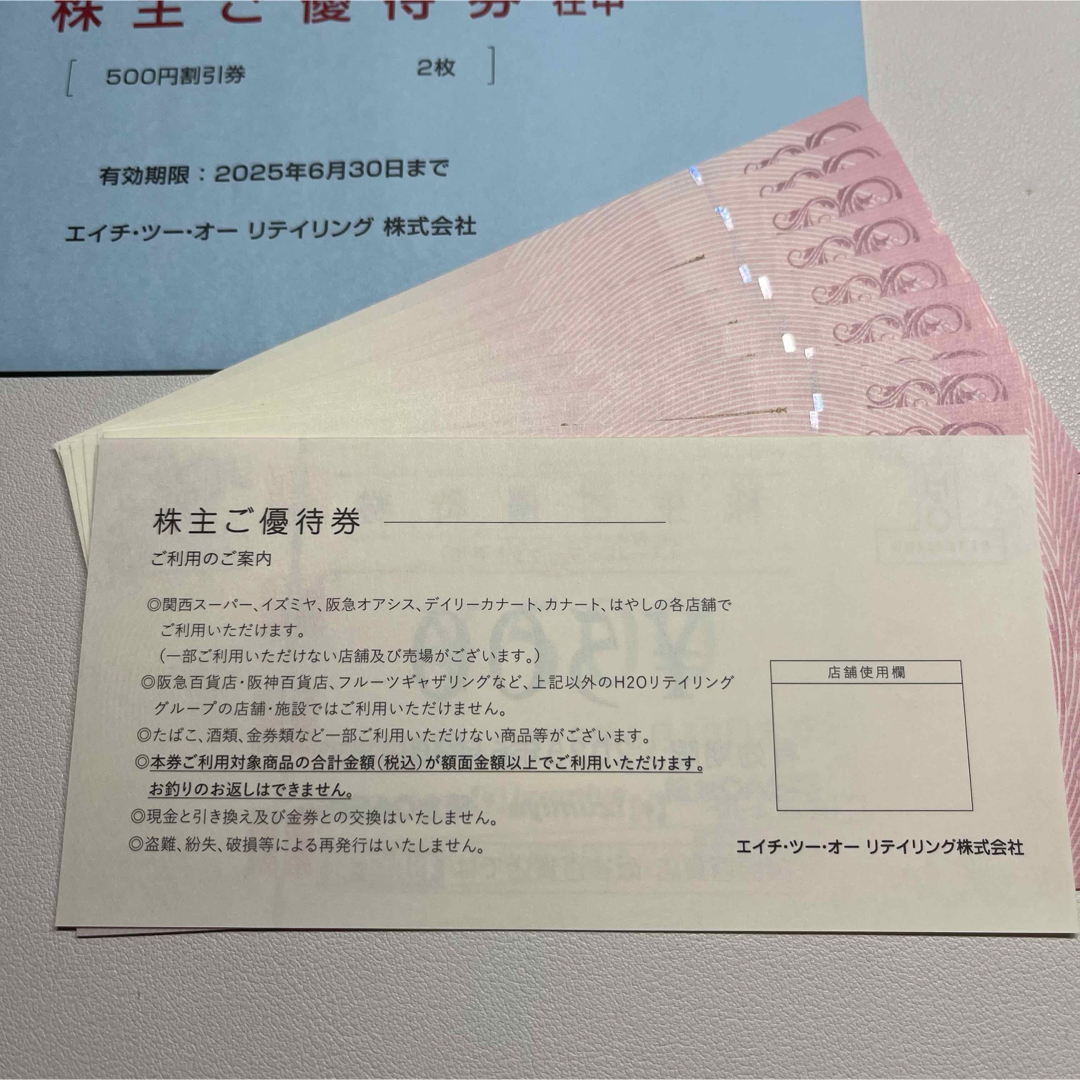 株主ご優待券 在中
500円割引券 2枚
有効期限：2025年6月30日まで
エイチ・ツー・オー リテイリング 株式会社
株主ご優待券
ご利用のご案内
◎関西スーパー、イズミヤ、阪急オアシス、デイリーカナート、カナート、はやしの各店舗で
ご利用いただけます。
（一部ご利用いただけない店舗及び売場がございます。）
◎阪急百貨店・阪神百貨店、フルーツギャザリングなど、上記以外のH2Oリテイリング
グループの店舗・施設ではご利用いただけません。
◎たばこ、酒類、金券類など一部ご利用いただけない商品等がございます。
◎本券ご利用対象商品の合計金額（税込）が額面金額以上でご利用いただけます。
お釣りのお返しはできません。
◎現金と引き換え及び金券との交換はいたしません。
◎盗難、紛失、破損等による再発行はいたしません。
店舗使用欄
エイチ・ツー・オー リテイリング株式会社